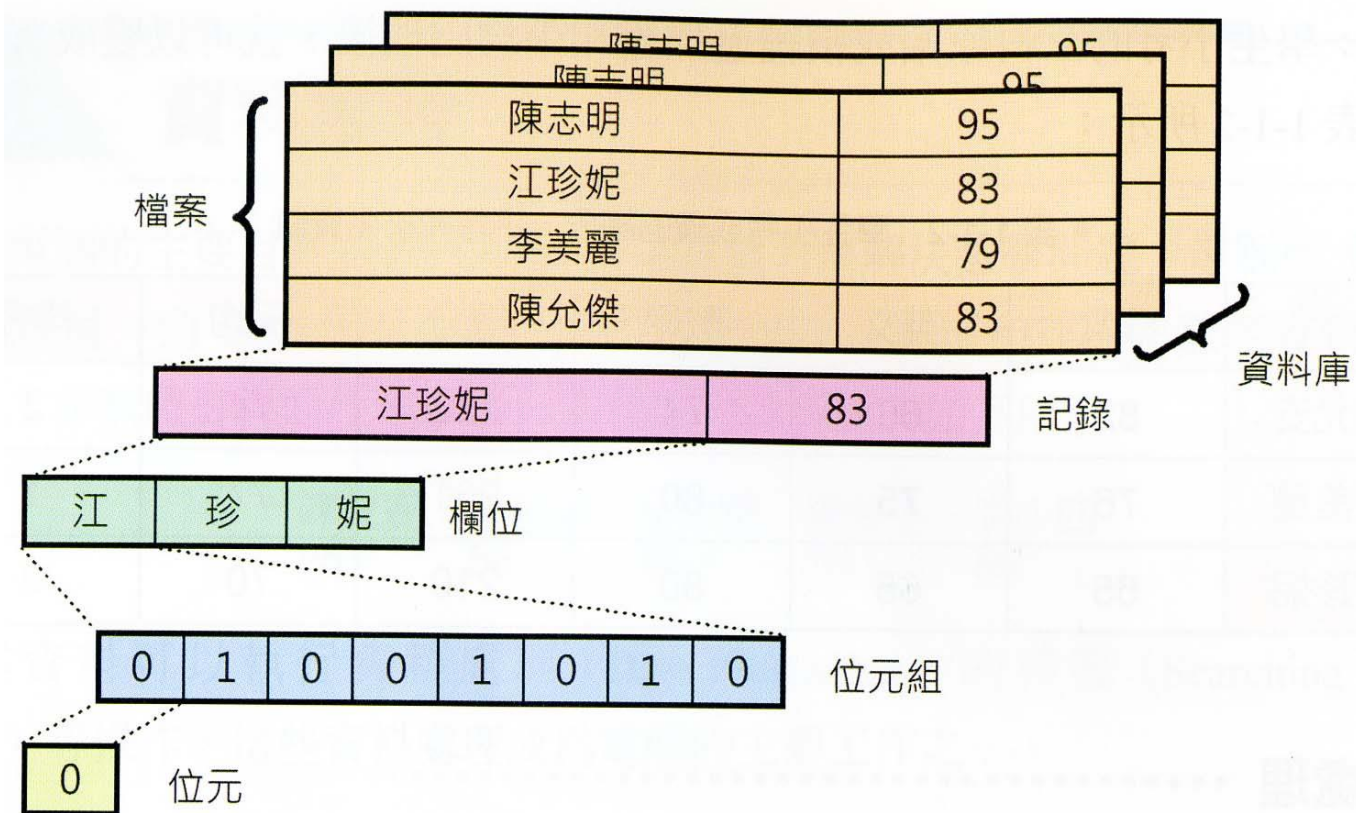 陳志明 95
陳志明 95
陳志明 95
江珍妮 83
檔案
李美麗 79
陳允傑 83
資料庫
江珍妮 83 記錄
江 珍 妮 欄位
0 1 0 0 1 0 1 0 位元組
0 位元